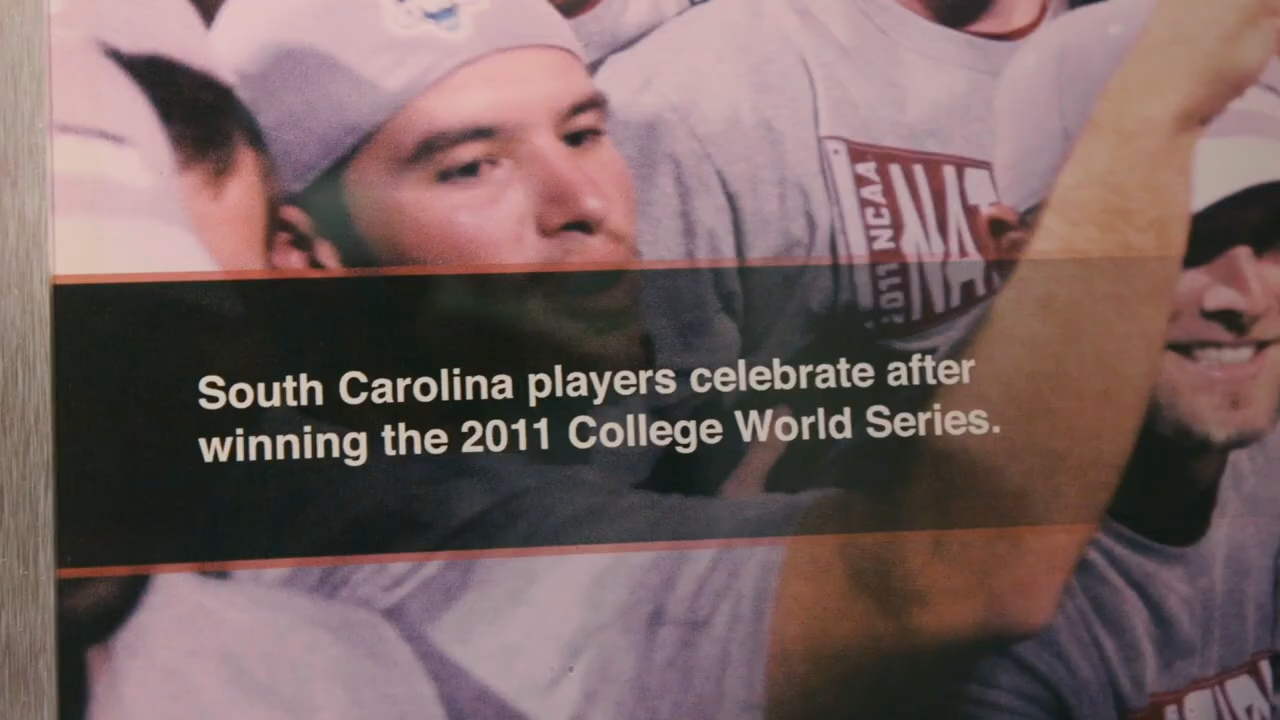 South Carolina players celebrate after
winning the 2011 College World Series.
2011 NCAA
NAT